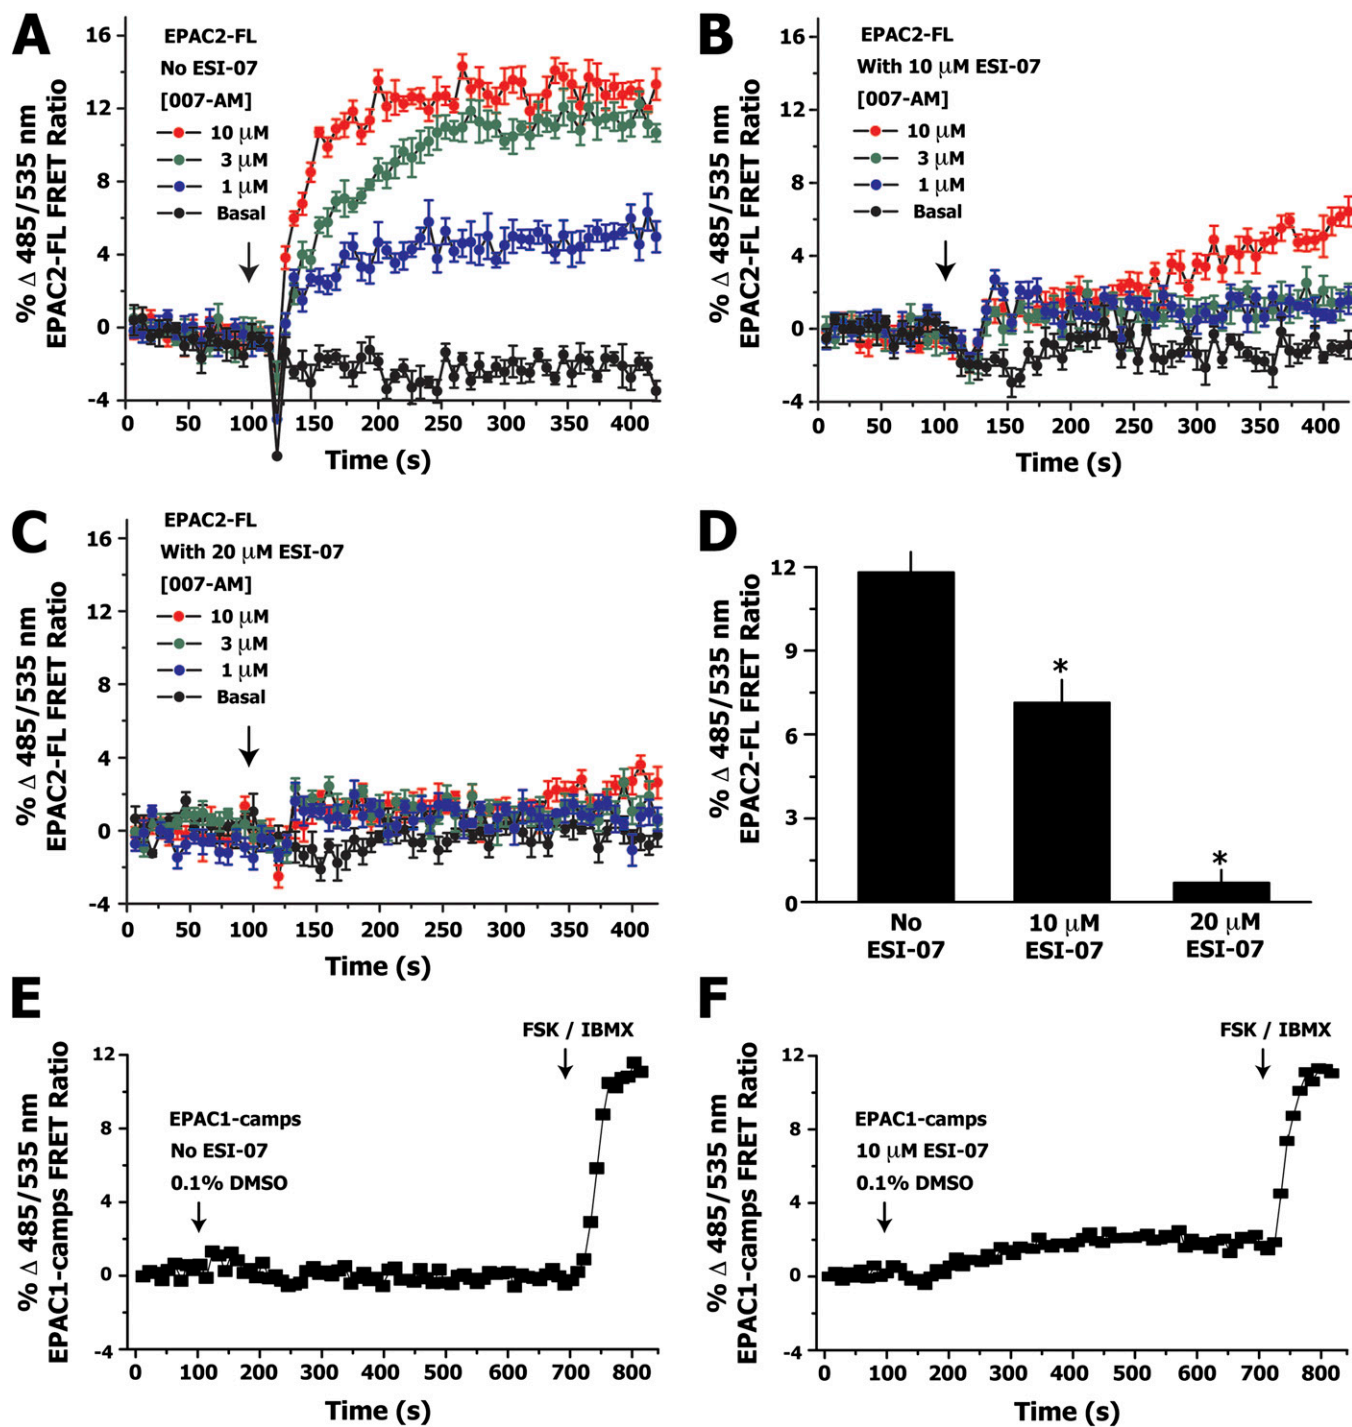 A
% Δ 485/535 nm
EPAC2-FL FRET Ratio
16
12
8
4
0
-4
EPAC2-FL
No ESI-07
[007-AM]
10 μM
3 μM
1 μM
Basal
0 50 100 150 200 250 300 350 400
Time (s)
B
% Δ 485/535 nm
EPAC2-FL FRET Ratio
16
12
8
4
0
-4
EPAC2-FL
With 10 μM ESI-07
[007-AM]
10 μM
3 μM
1 μM
Basal
0 50 100 150 200 250 300 350 400
Time (s)
C
% Δ 485/535 nm
EPAC2-FL FRET Ratio
16
12
8
4
0
-4
EPAC2-FL
With 20 μM ESI-07
[007-AM]
10 μM
3 μM
1 μM
Basal
0 50 100 150 200 250 300 350 400
Time (s)
D
% Δ 485/535 nm
EPAC2-FL FRET Ratio
12
9
6
3
0
*
*
No 10 μM 20 μM
ESI-07 ESI-07 ESI-07
E
% Δ 485/535 nm
EPAC1-camps FRET Ratio
12
8
4
0
-4
FSK / IBMX
EPAC1-camps
No ESI-07
0.1% DMSO
0 100 200 300 400 500 600 700 800
Time (s)
F
% Δ 485/535 nm
EPAC1-camps FRET Ratio
12
8
4
0
-4
FSK / IBMX
EPAC1-camps
10 μM ESI-07
0.1% DMSO
0 100 200 300 400 500 600 700 800
Time (s)